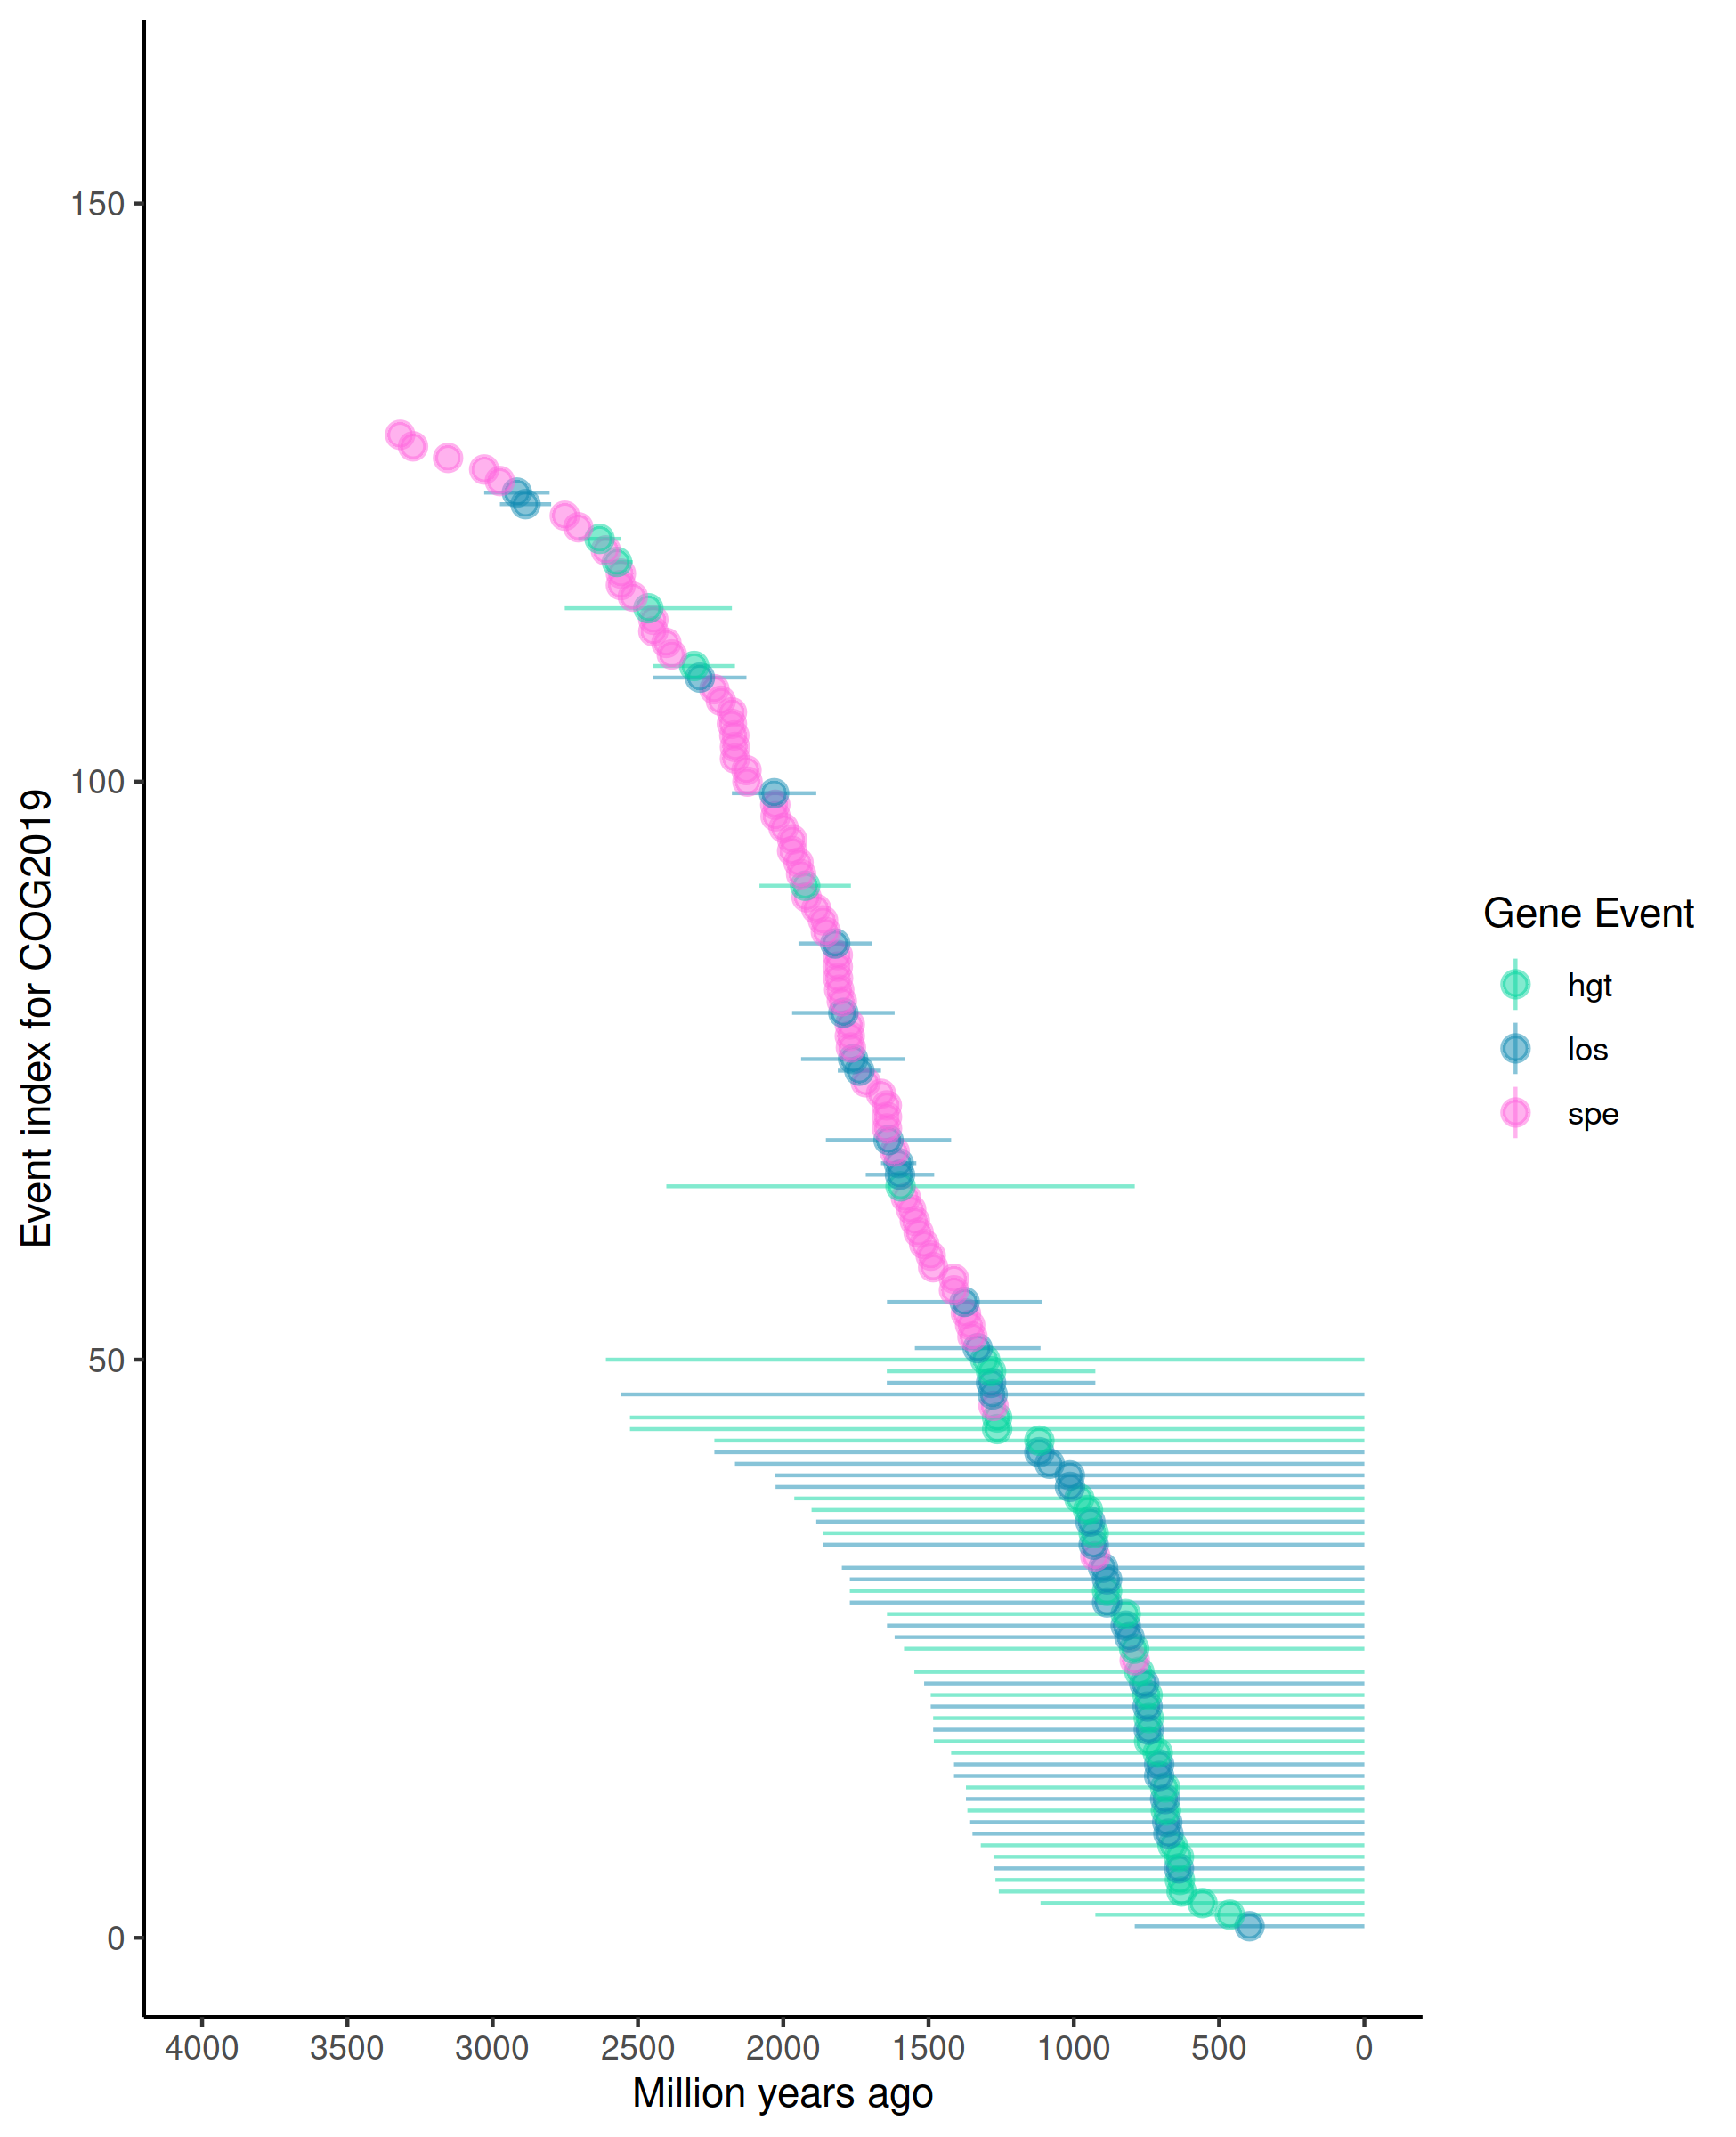 150
100
50
0
Event index for COG2019
4000 3500 3000 2500 2000 1500 1000 500 0
Million years ago
Gene Event
hgt
los
spe